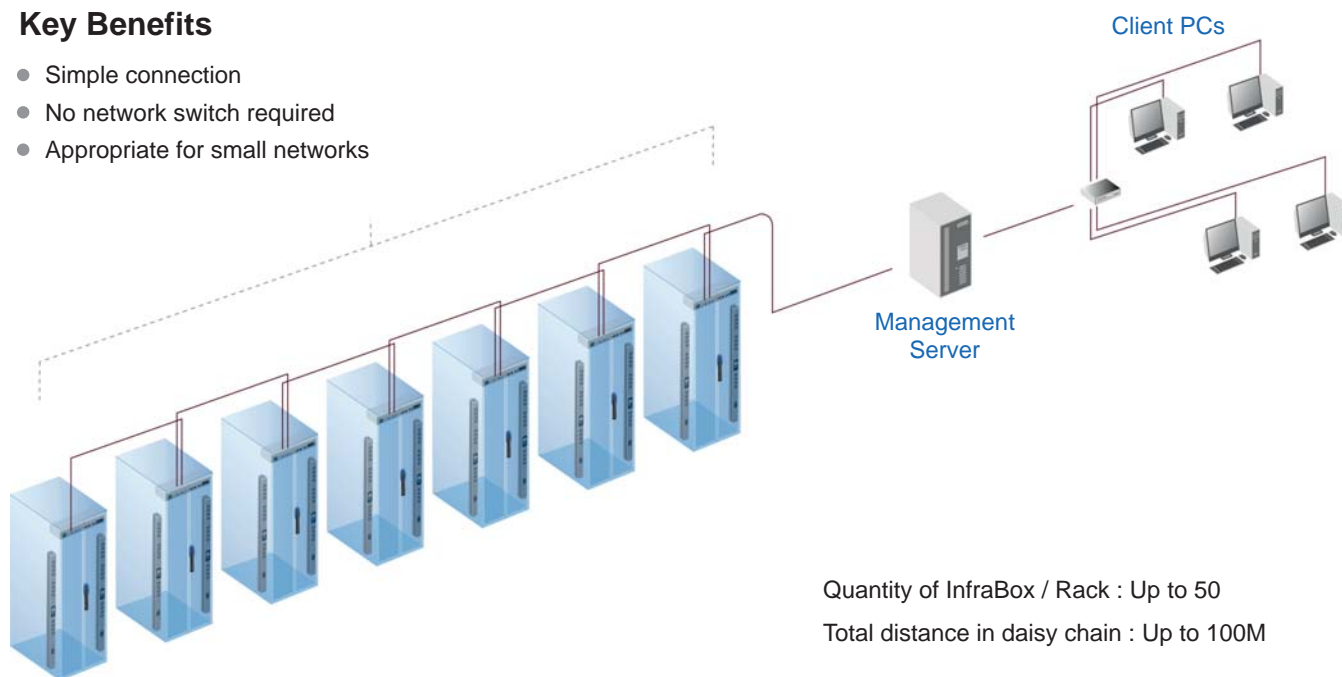 Key Benefits
Simple connection
No network switch required
Appropriate for small networks
Client PCs
Management
Server
Quantity of InfraBox / Rack : Up to 50
Total distance in daisy chain : Up to 100M